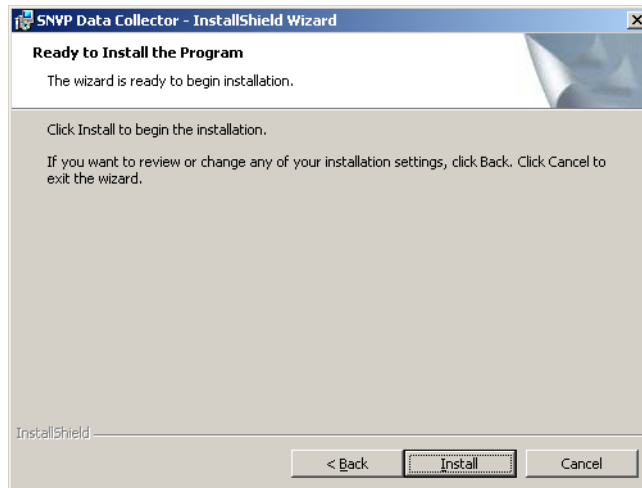 SNVP Data Collector - InstallShield Wizard
Ready to Install the Program
The wizard is ready to begin installation.
Click Install to begin the installation.
If you want to review or change any of your installation settings, click Back. Click Cancel to
exit the wizard.
InstallShield
< Back Install Cancel